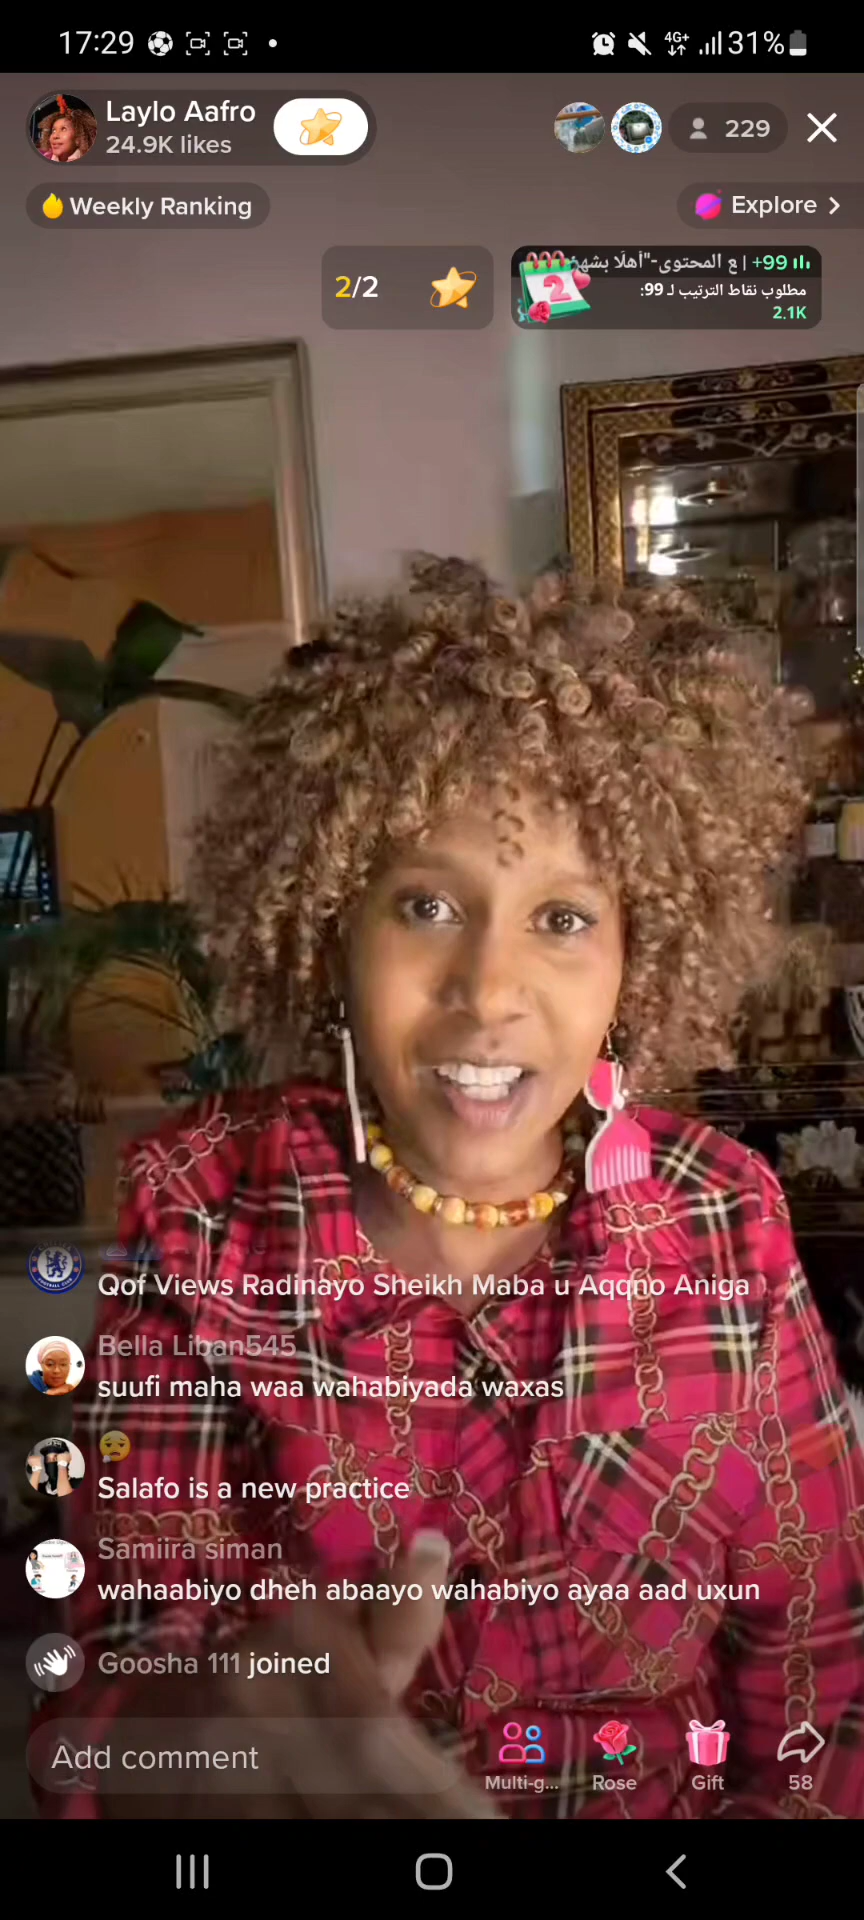 17:29
4G+
31%
Laylo Aafro
24.9K likes
229
Weekly Ranking
Explore
2/2
ع المحتوى-"أهلًا بشهر | +99
مطلوب نقاط الترتيب لـ 99:
2.1K
2
Qof Views Radinayo Sheikh Maba u Aqqno Aniga
Bella Liban545
suufi maha waa wahabiyada waxas
Salafo is a new practice
Samiira siman
wahaabiyo dheh abaayo wahabiyo ayaa aad uxun
Goosha 111 joined
Add comment
Multi-g...
Rose
Gift
58